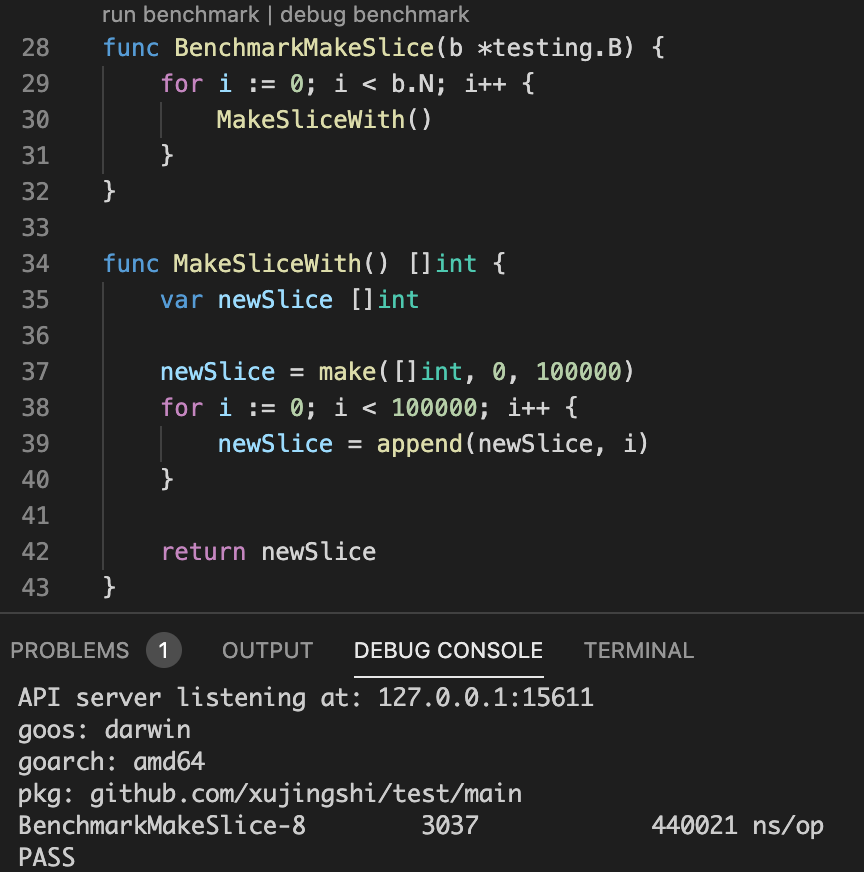 run benchmark | debug benchmark
28 func BenchmarkMakeSlice(b *testing.B) {
29     for i := 0; i < b.N; i++ {
30         MakeSliceWith()
31     }
32 }
33
34 func MakeSliceWith() []int {
35     var newSlice []int
36
37     newSlice = make([]int, 0, 100000)
38     for i := 0; i < 100000; i++ {
39         newSlice = append(newSlice, i)
40     }
41
42     return newSlice
43 }
PROBLEMS 1 OUTPUT DEBUG CONSOLE TERMINAL
API server listening at: 127.0.0.1:15611
goos: darwin
goarch: amd64
pkg: github.com/xujingshi/test/main
BenchmarkMakeSlice-8        3037        440021 ns/op
PASS